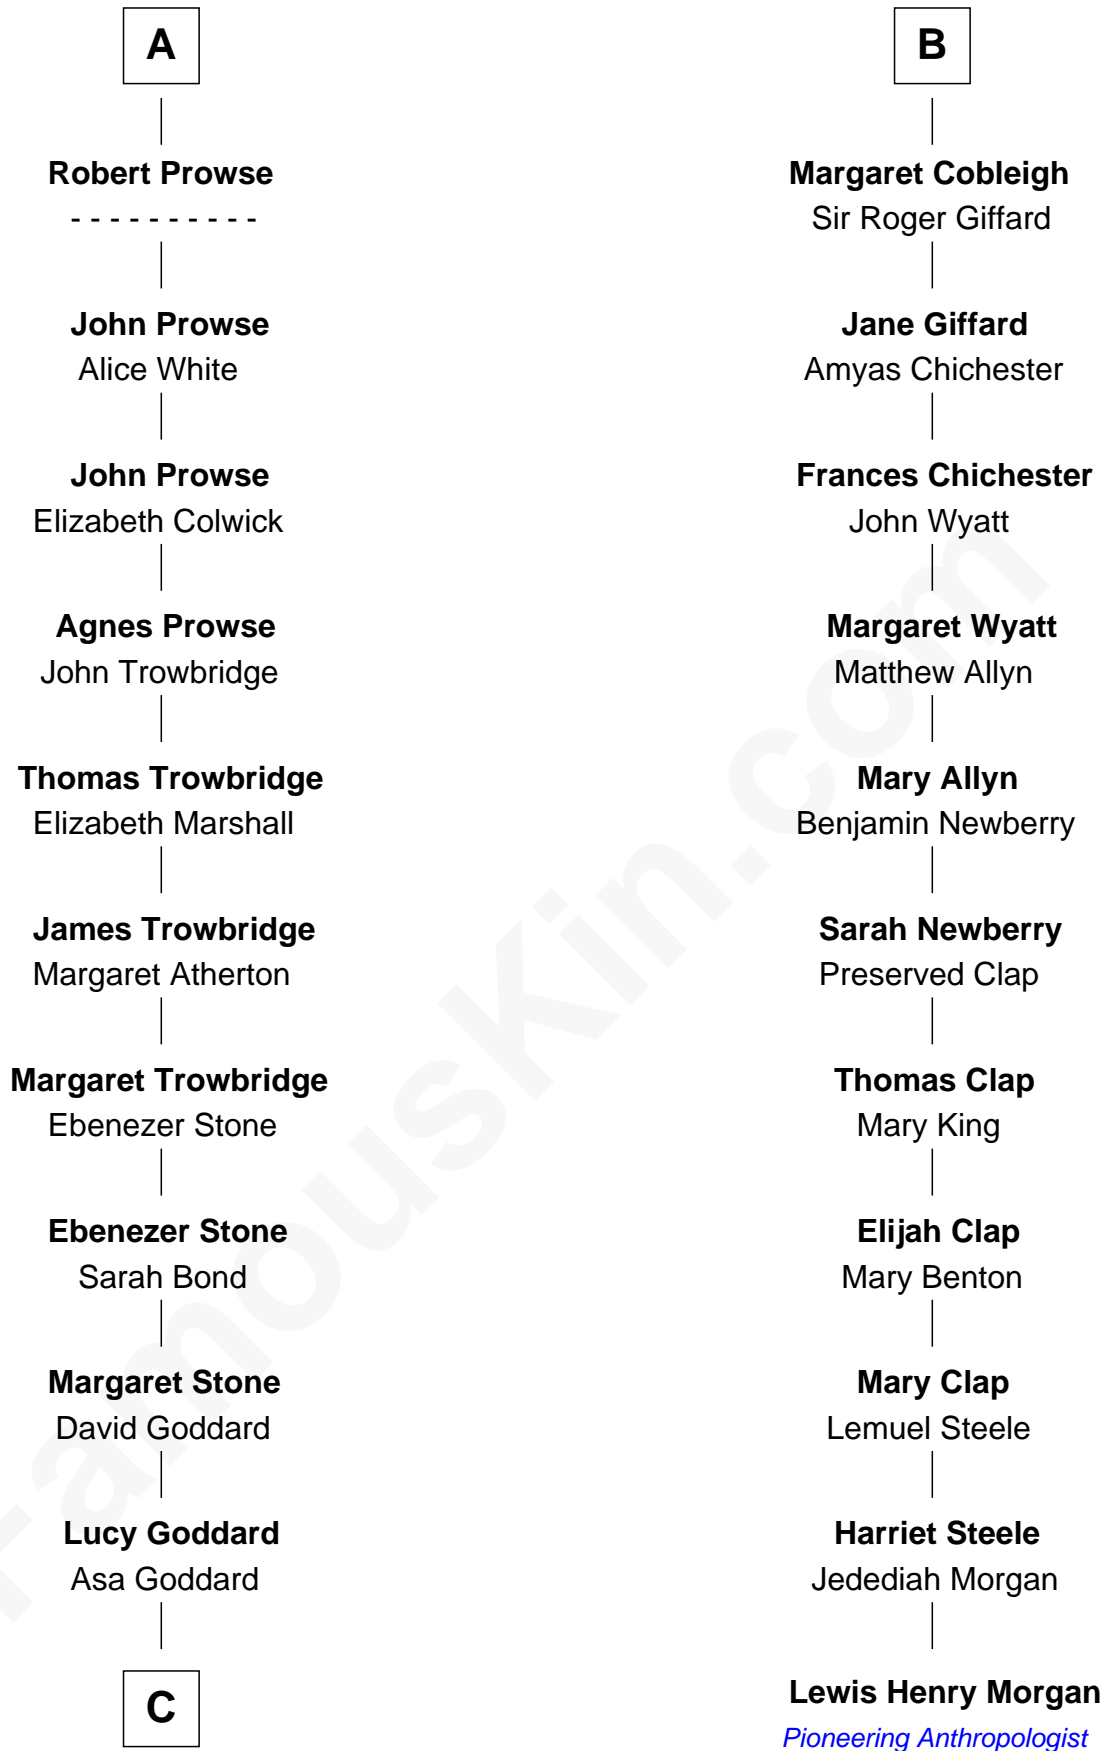 A
Robert Prowse
- - - - - - - - - -
John Prowse
Alice White
John Prowse
Elizabeth Colwick
Agnes Prowse
John Trowbridge
Thomas Trowbridge
Elizabeth Marshall
James Trowbridge
Margaret Atherton
Margaret Trowbridge
Ebenezer Stone
Ebenezer Stone
Sarah Bond
Margaret Stone
David Goddard
Lucy Goddard
Asa Goddard
C
B
Margaret Cobleigh
Sir Roger Giffard
Jane Giffard
Amyas Chichester
Frances Chichester
John Wyatt
Margaret Wyatt
Matthew Allyn
Mary Allyn
Benjamin Newberry
Sarah Newberry
Preserved Clap
Thomas Clap
Mary King
Elijah Clap
Mary Benton
Mary Clap
Lemuel Steele
Harriet Steele
Jedediah Morgan
Lewis Henry Morgan
Pioneering Anthropologist
FamousKin.com